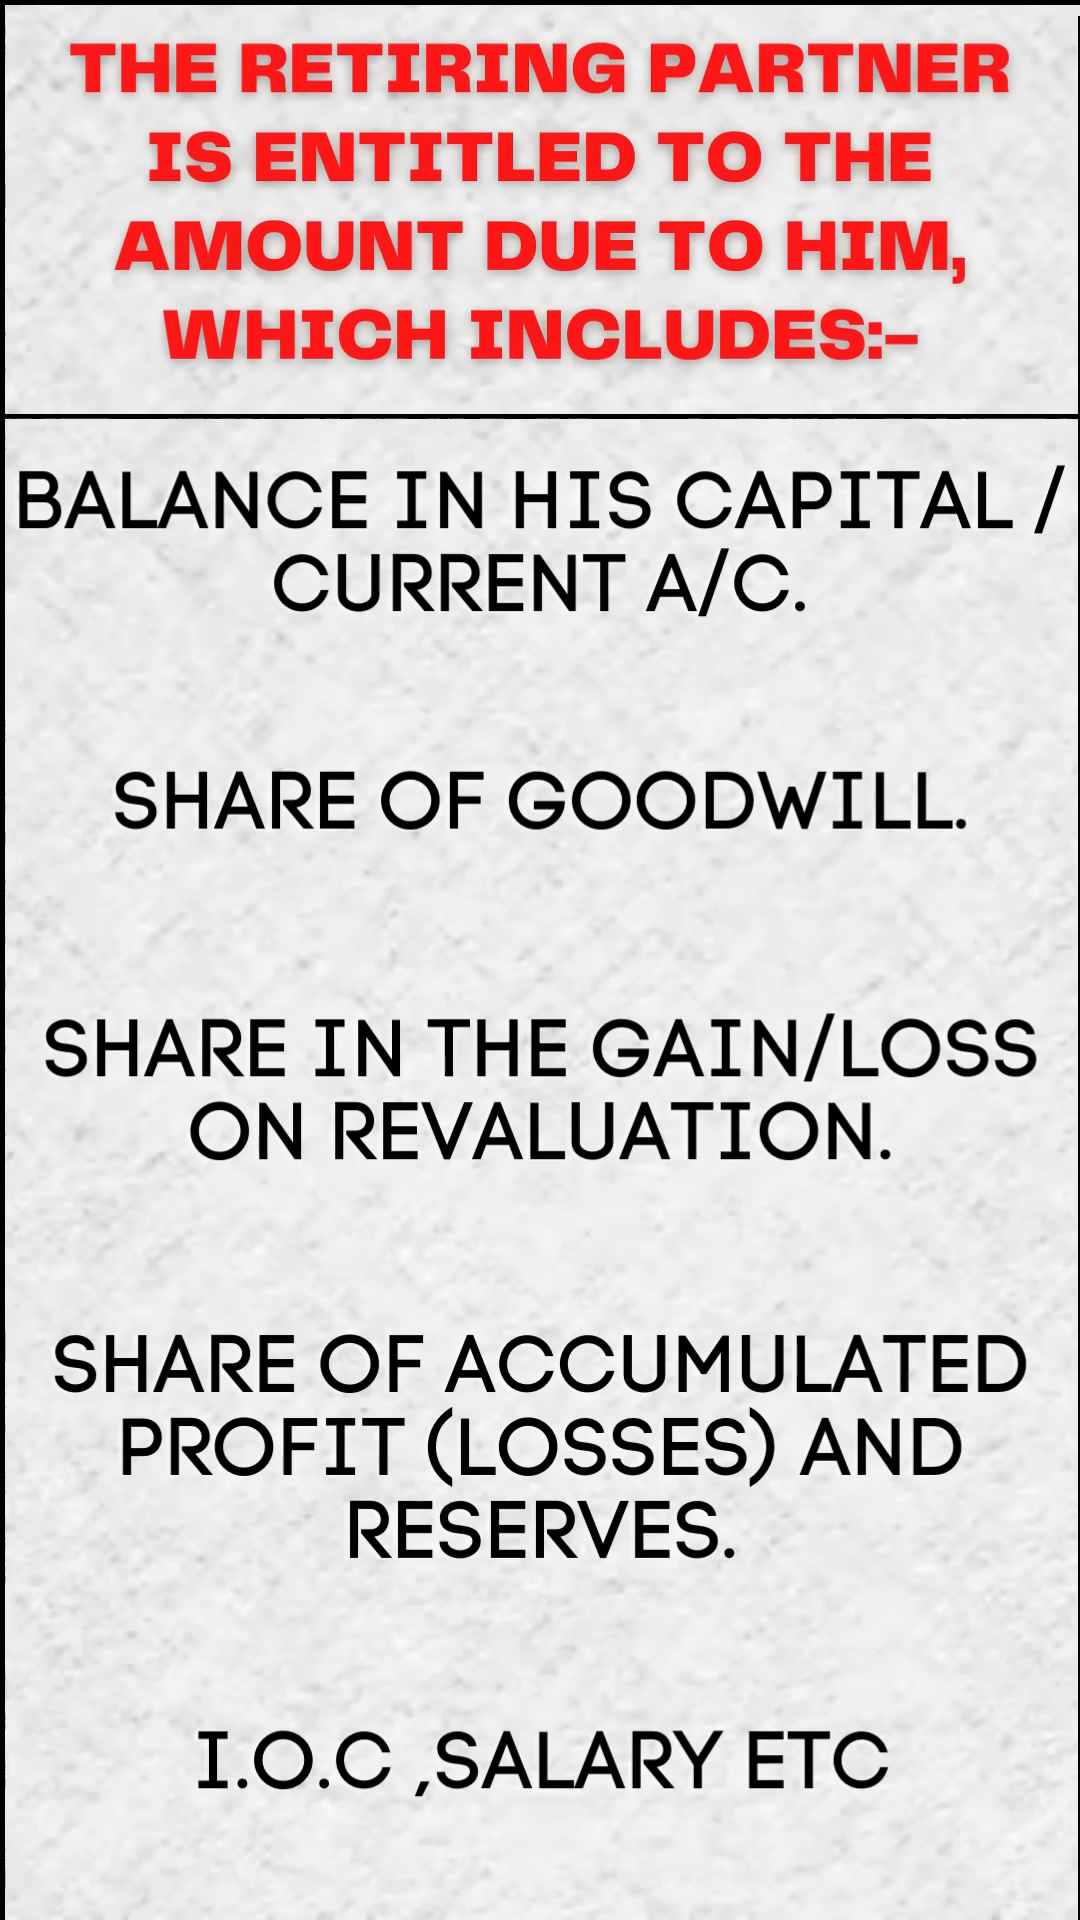 THE RETIRING PARTNER
IS ENTITLED TO THE
AMOUNT DUE TO HIM,
WHICH INCLUDES:-
BALANCE IN HIS CAPITAL /
CURRENT A/C.
SHARE OF GOODWILL.
SHARE IN THE GAIN/LOSS
ON REVALUATION.
SHARE OF ACCUMULATED
PROFIT (LOSSES) AND
RESERVES.
I.O.C ,SALARY ETC